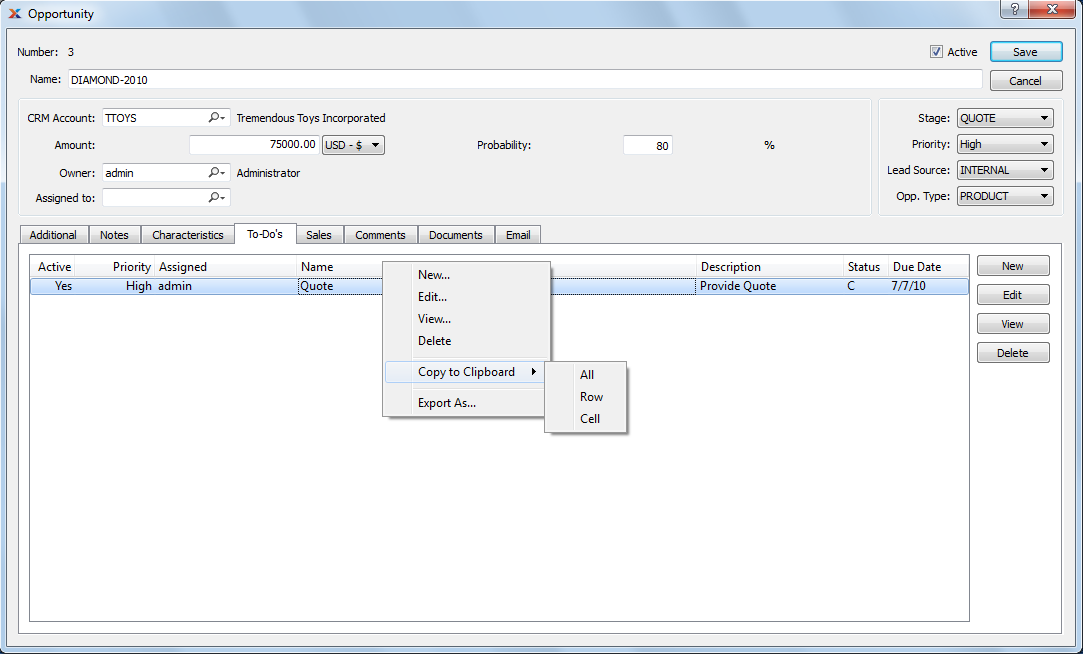 Opportunity
Number: 3
Active
Save
Name: DIAMOND-2010
Cancel
CRM Account: TTOYS Tremendous Toys Incorporated
Stage: QUOTE
Amount: 75000.00 USD - $ Probability: 80 %
Priority: High
Owner: admin Administrator
Lead Source: INTERNAL
Assigned to:
Opp. Type: PRODUCT
Additional Notes Characteristics To-Do's Sales Comments Documents Email
Active Priority Assigned Name Description Status Due Date
Yes High admin Quote Provide Quote C 7/7/10
New
Edit
View
Delete
New...
Edit...
View...
Delete
Copy to Clipboard
Export As...
All
Row
Cell